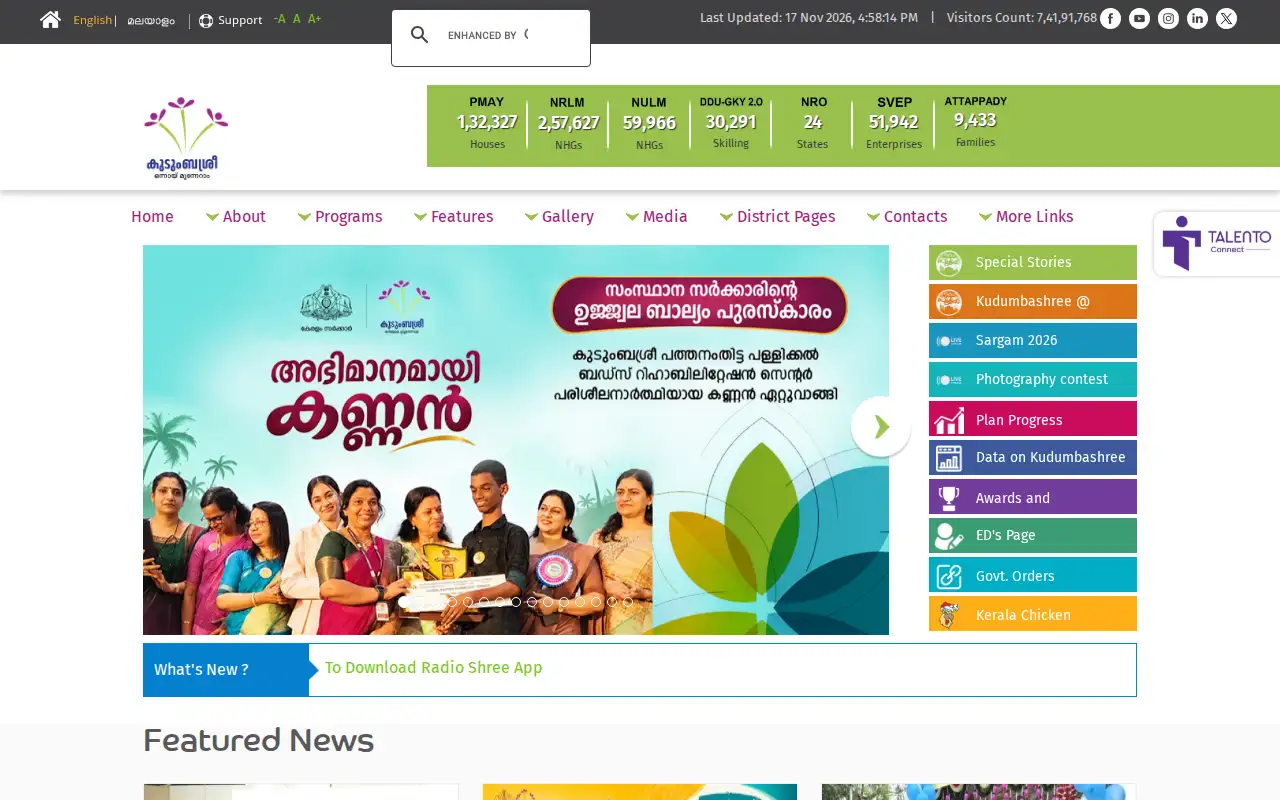 English | മലയാളം | Support -A A A+
ENHANCED BY
Last Updated: 17 Nov 2026, 4:58:14 PM | Visitors Count: 7,41,91,768
കുടുംബശ്രീ
ഒന്നായ് മുന്നേറാം
PMAY
1,32,327
Houses
NRLM
2,57,627
NHGs
NULM
59,966
NHGs
DDU-GKY 2.0
30,291
Skilling
NRO
24
States
SVEP
51,942
Enterprises
ATTAPPADY
9,433
Families
Home About Programs Features Gallery Media District Pages Contacts More Links
TALENTO
Connect
കേരള സർക്കാർ
കുടുംബശ്രീ
അഭിമാനമായി
കണ്ണൻ
സംസ്ഥാന സർക്കാരിന്റെ
ഉജ്ജ്വല ബാല്യം പുരസ്കാരം
കുടുംബശ്രീ പത്തനംതിട്ട പള്ളിക്കൽ
ബഡ്സ് റിഹാബിലിറ്റേഷൻ സെന്റർ
പരിശീലനാർത്ഥിയായ കണ്ണൻ ഏറ്റുവാങ്ങി
Special Stories
Kudumbashree @
LIVE
Sargam 2026
LIVE
Photography contest
Plan Progress
Data on Kudumbashree
Awards and
ED's Page
Govt. Orders
Kerala Chicken
What's New ?
To Download Radio Shree App
Featured News